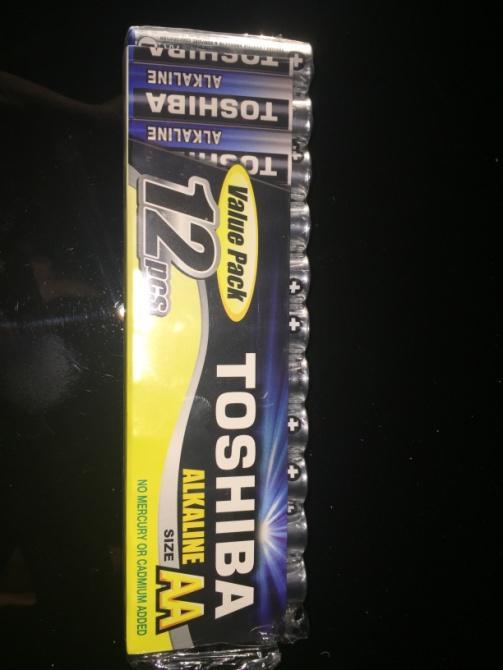 TOSHIBA
ALKALINE
TOSHIBA
ALKALINE
Value Pack
12 pcs
TOSHIBA
ALKALINE
SIZE AA
NO MERCURY OR CADMIUM ADDED